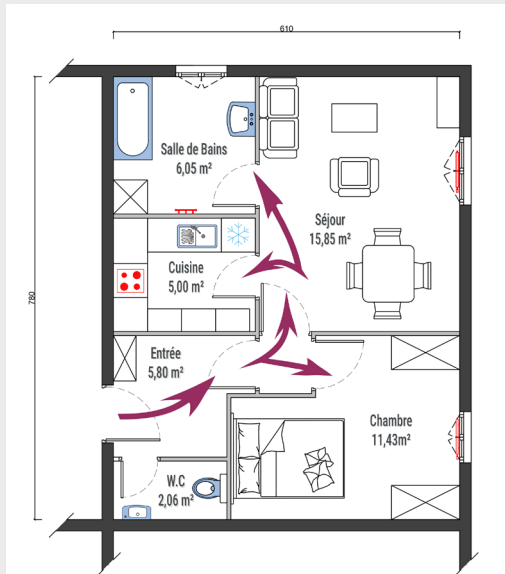 610
780
Salle de Bains
6,05 m²
Séjour
15,85 m²
Cuisine
5,00 m²
Entrée
5,80 m²
Chambre
11,43m²
W.C
2,06 m²